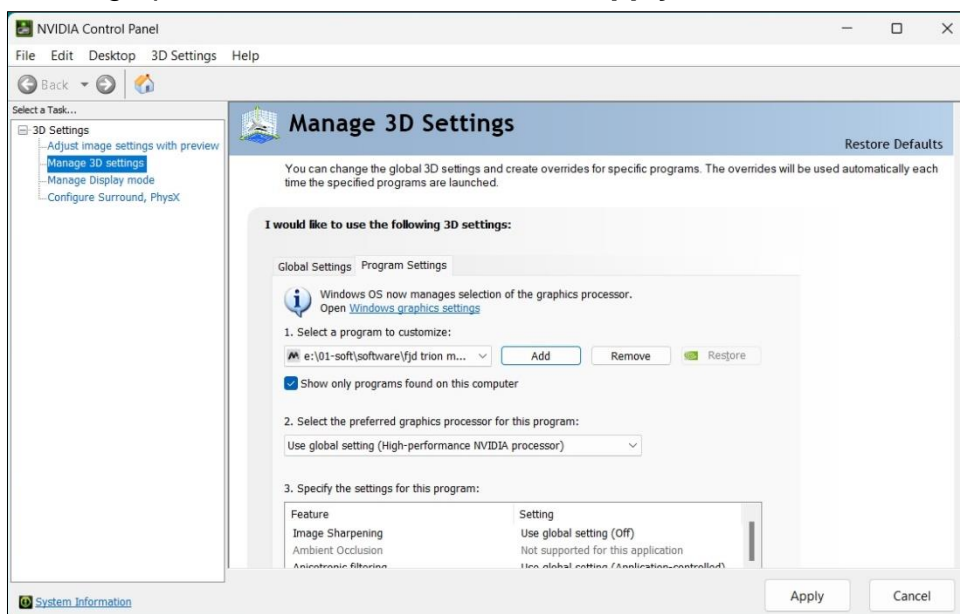 NVIDIA Control Panel
File Edit Desktop 3D Settings Help
Back
Select a Task...
3D Settings
Adjust image settings with preview
Manage 3D settings
Manage Display mode
Configure Surround, PhysX
System Information
Manage 3D Settings
Restore Defaults
You can change the global 3D settings and create overrides for specific programs. The overrides will be used automatically each
time the specified programs are launched.
I would like to use the following 3D settings:
Global Settings Program Settings
Windows OS now manages selection of the graphics processor.
Open Windows graphics settings
1. Select a program to customize:
e:\01-soft\software\fjd trion m... Add Remove Restore
Show only programs found on this computer
2. Select the preferred graphics processor for this program:
Use global setting (High-performance NVIDIA processor)
3. Specify the settings for this program:
Feature Setting
Image Sharpening Use global setting (Off)
Ambient Occlusion Not supported for this application
Anisotropic filtering Use global setting (Application-controlled)
Apply Cancel